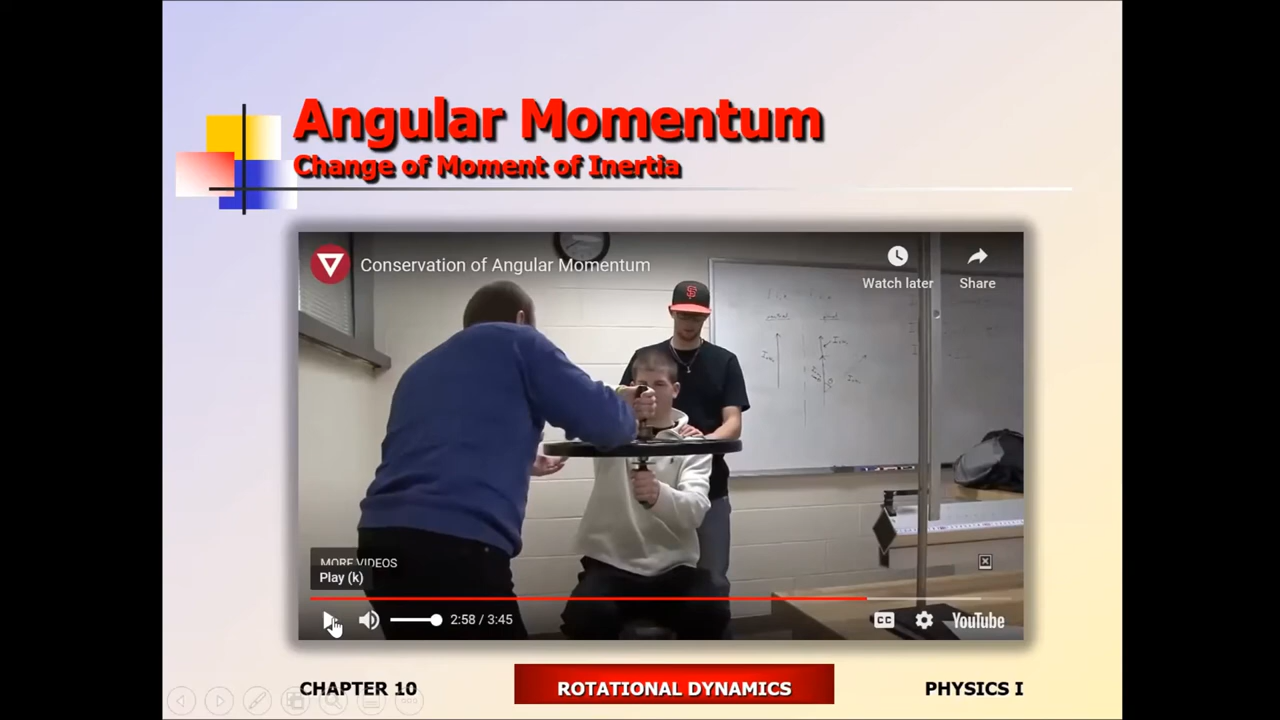 Angular Momentum
Change of Moment of Inertia
Conservation of Angular Momentum
Watch later
Share
MORE VIDEOS
Play (k)
2:58 / 3:45
CC
YouTube
CHAPTER 10
ROTATIONAL DYNAMICS
PHYSICS I